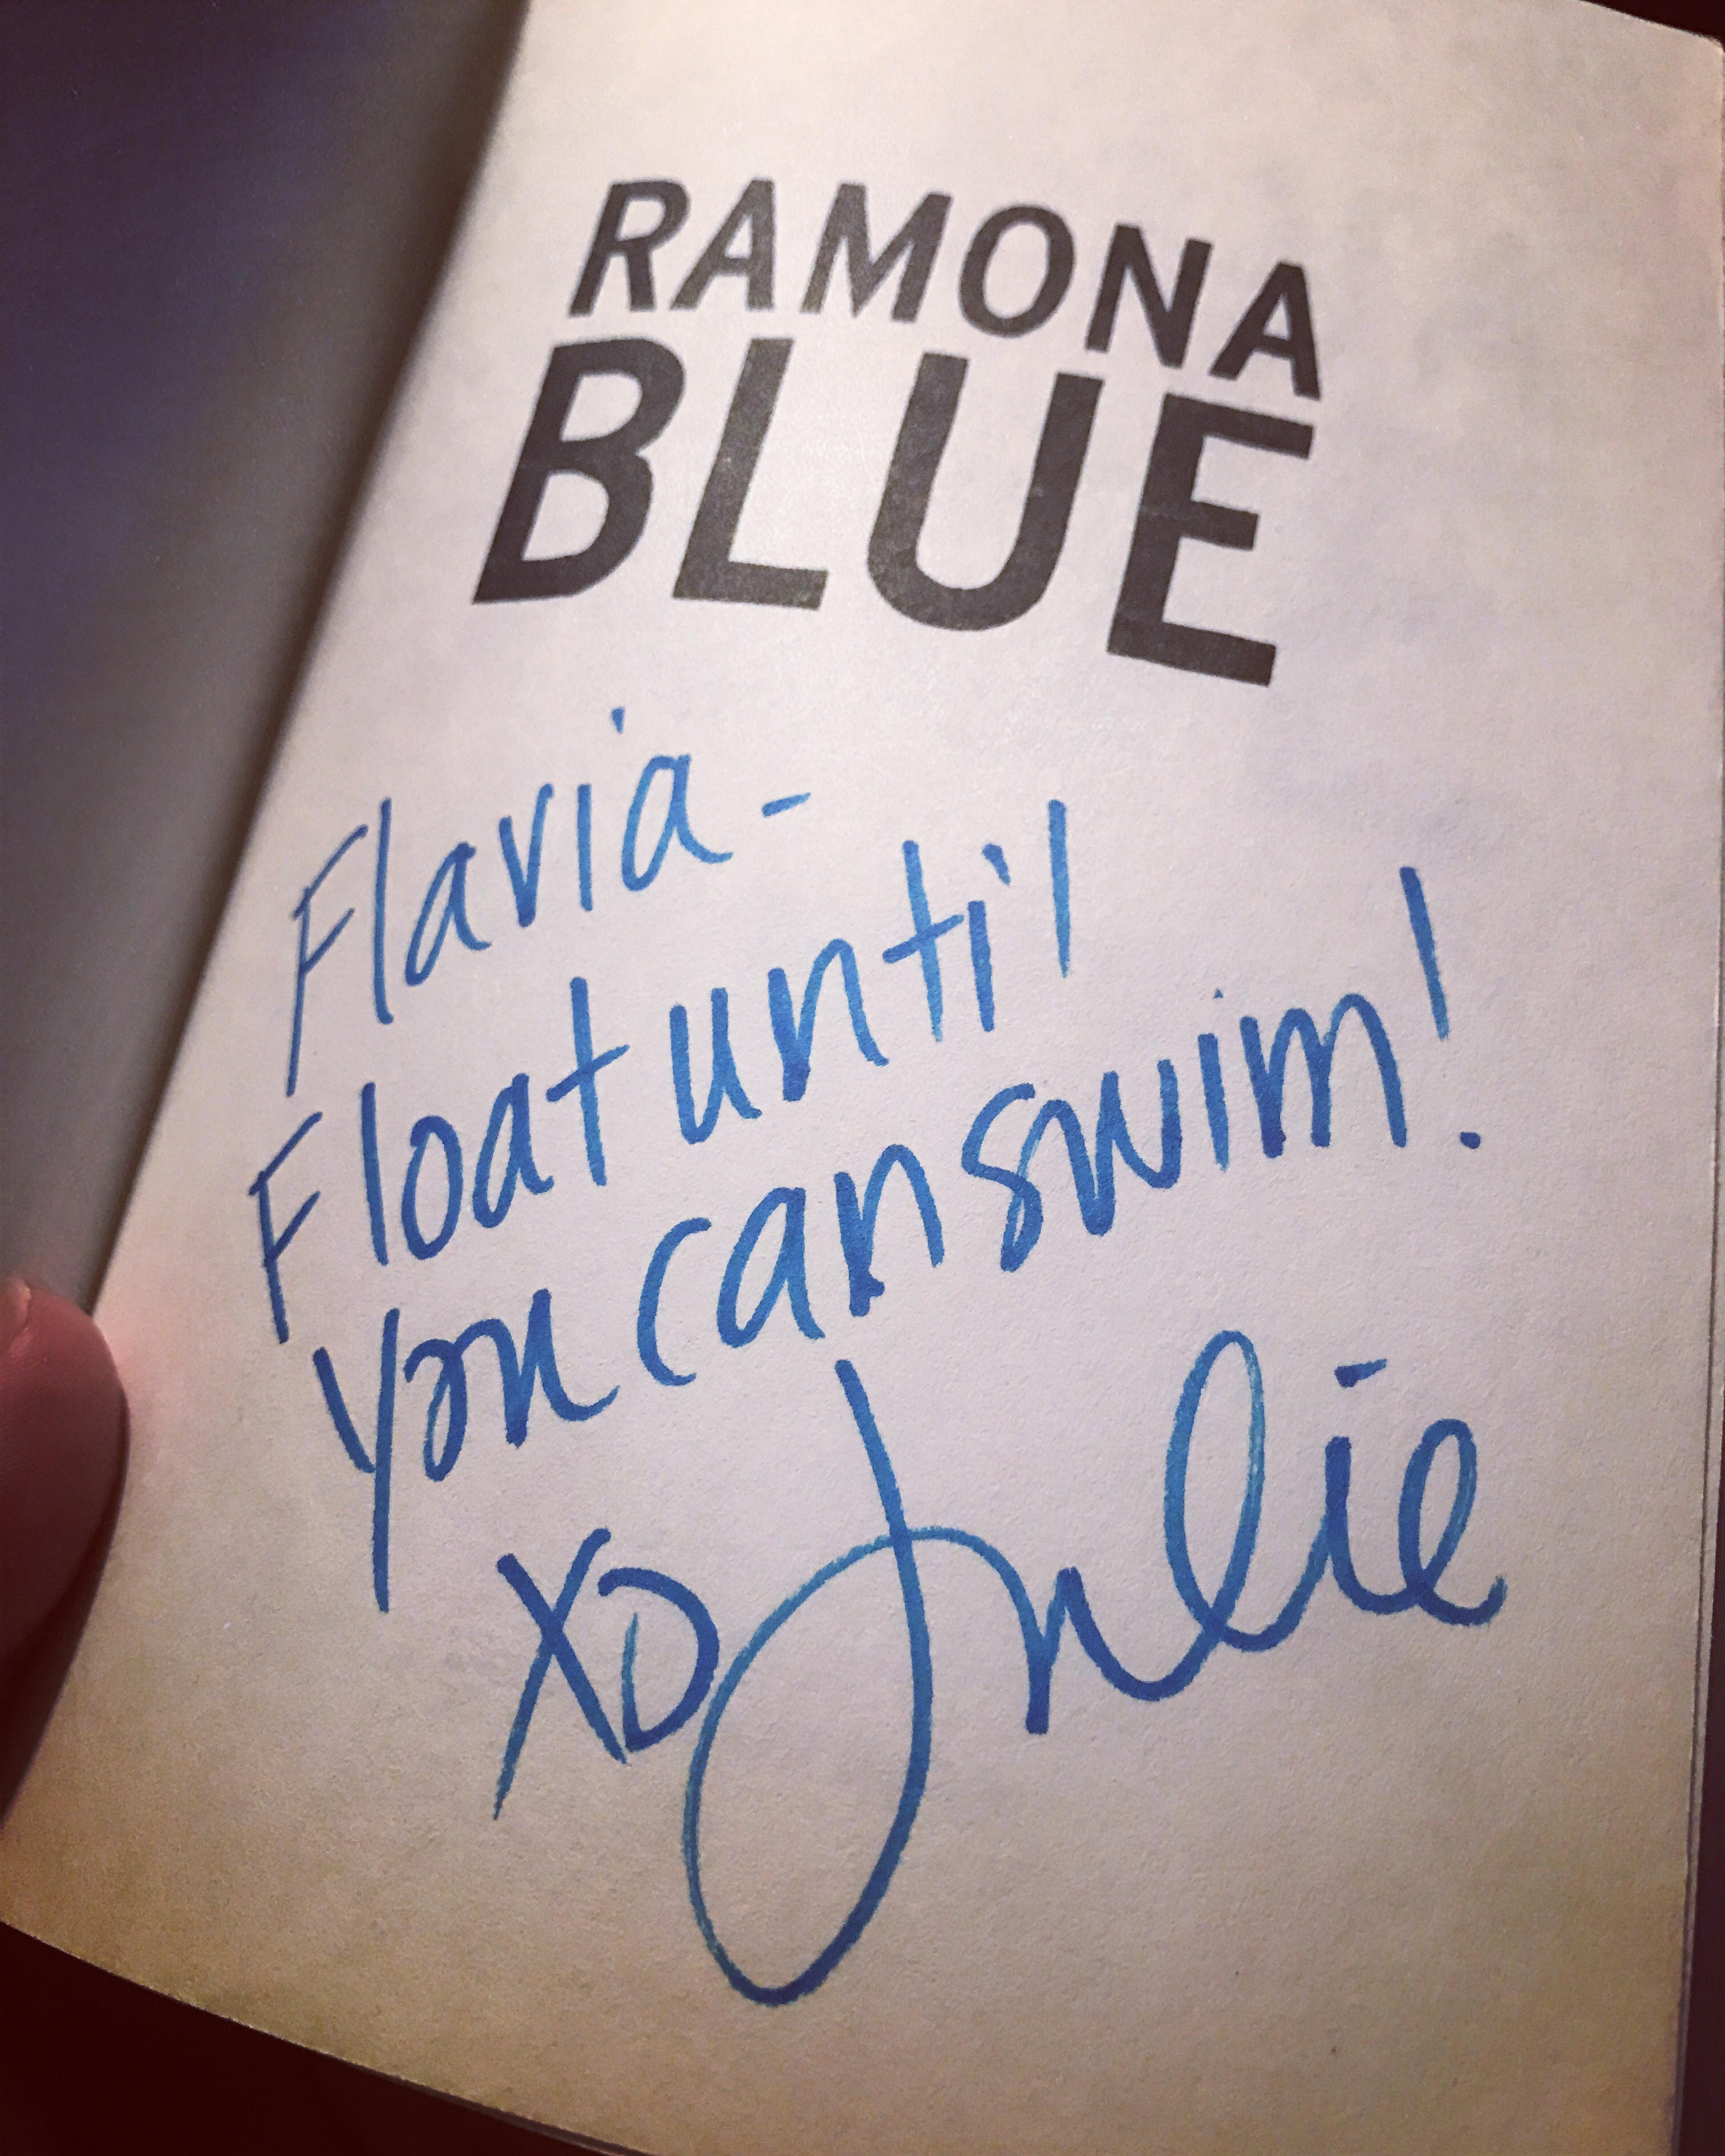 RAMONA
BLUE
Flavia -
Float until
you can swim!
XO Julie